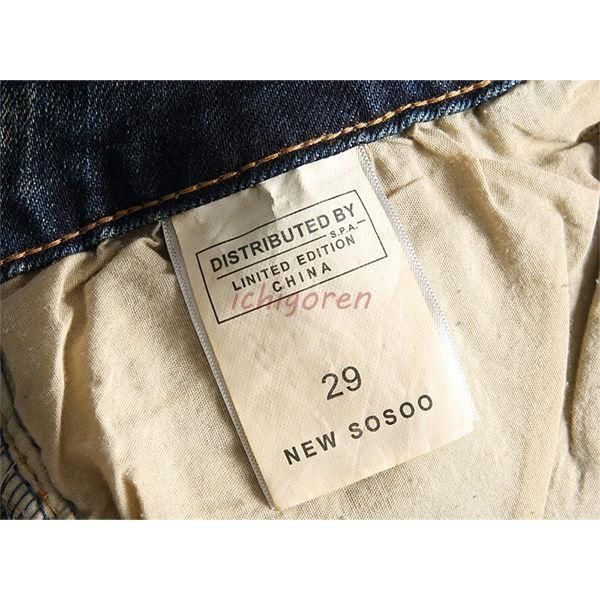 DISTRIBUTED BY
S.P.A.
LIMITED EDITION
CHINA
ichigoren
29
NEW SOSOO